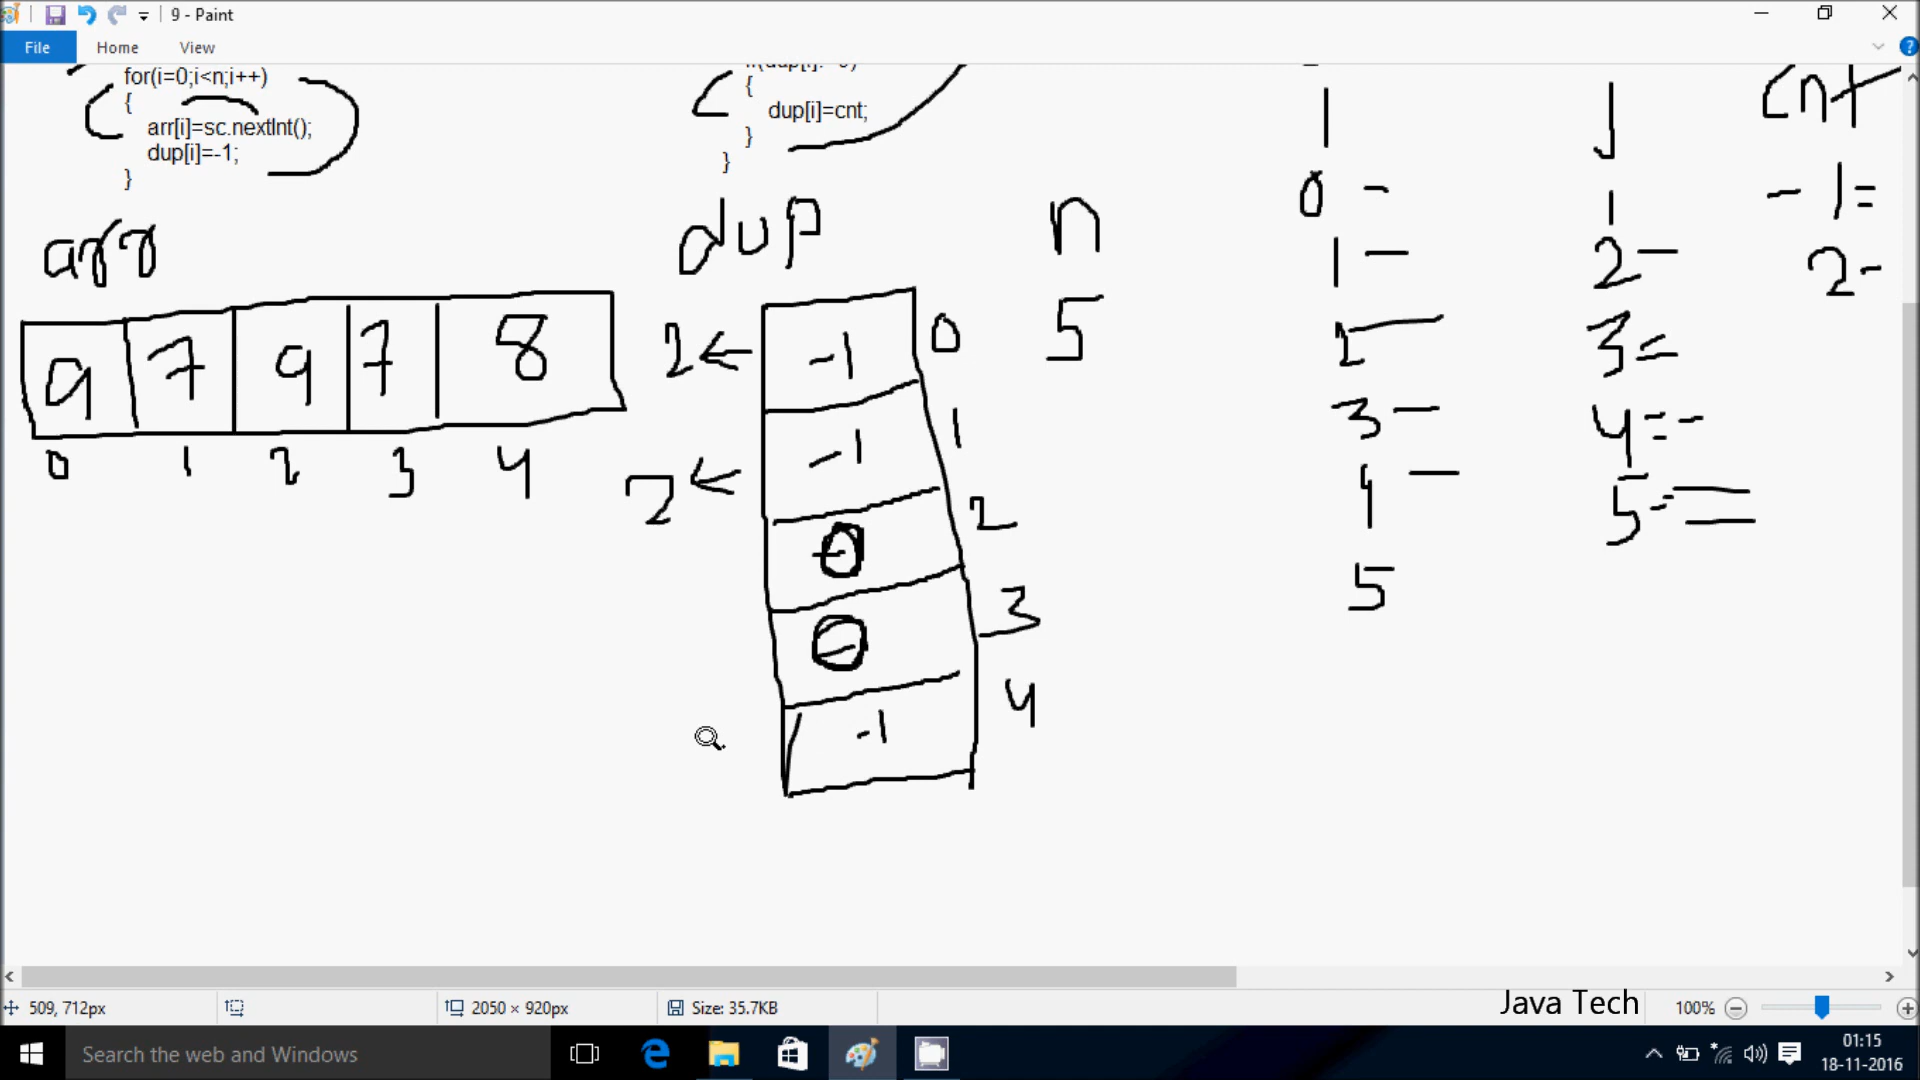 9 - Paint
File Home View
for(i=0;i<n;i++)
{
arr[i]=sc.nextInt();
dup[i]=-1;
}
{
dup[i]=cnt;
}
}
i j cnt
arr dup n
9 7 9 7 8
0 1 2 3 4
2 ← -1 0
2 ← -1 1
0 2
0 3
-1 4
5
0 -
1 -
2
3 -
4 -
5
1
2 -
3 =
4 = -
5 =
- 1 =
2 -
509, 712px 2050 × 920px Size: 35.7KB 100%
Java Tech
Search the web and Windows
01:15
18-11-2016